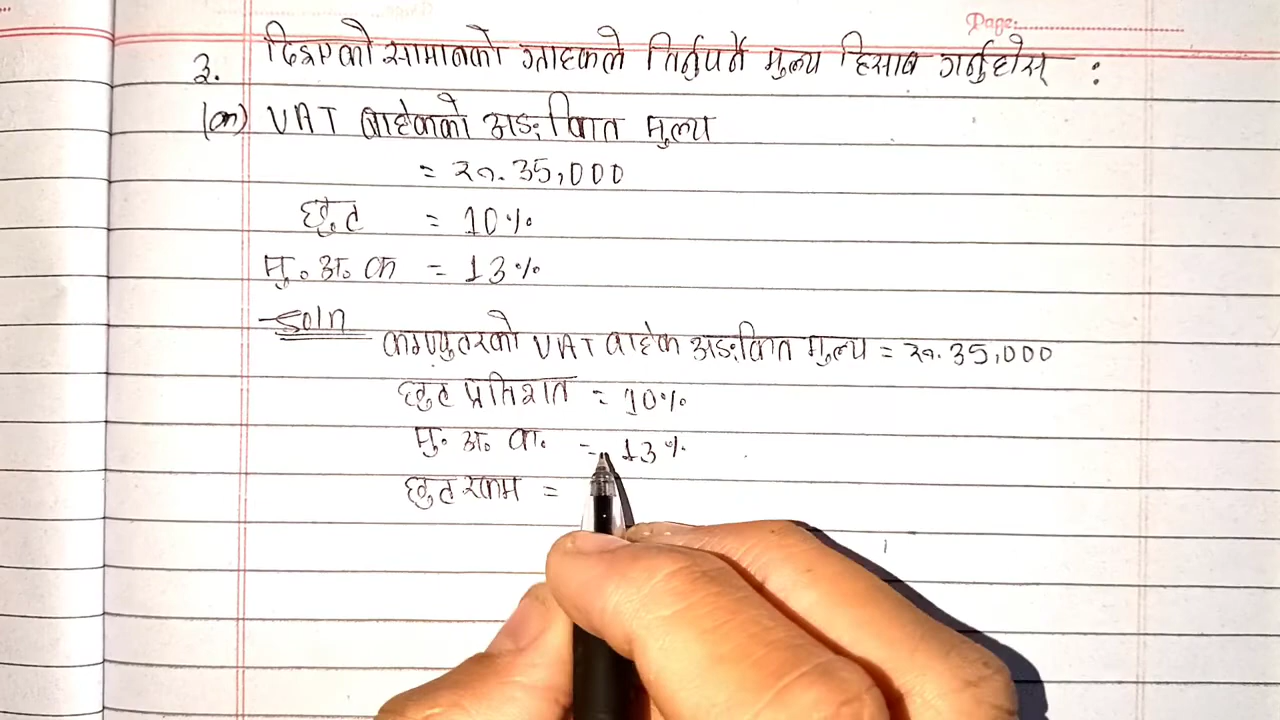 Page:
3. दिइएको सामानको ग्राहकले तिर्नुपर्ने मुल्य हिसाब गर्नुहोस् :
(क) VAT बाहेकको अङ्कित मुल्य
= रु. 35,000
छुट = 10%
मु. अ. क = 13%
Soln
कम्प्युटरको VAT बाहेक अङ्कित मुल्य = रु. 35,000
छुट प्रतिशत = 10%
मु. अ. क. = 13%
छुट रकम =